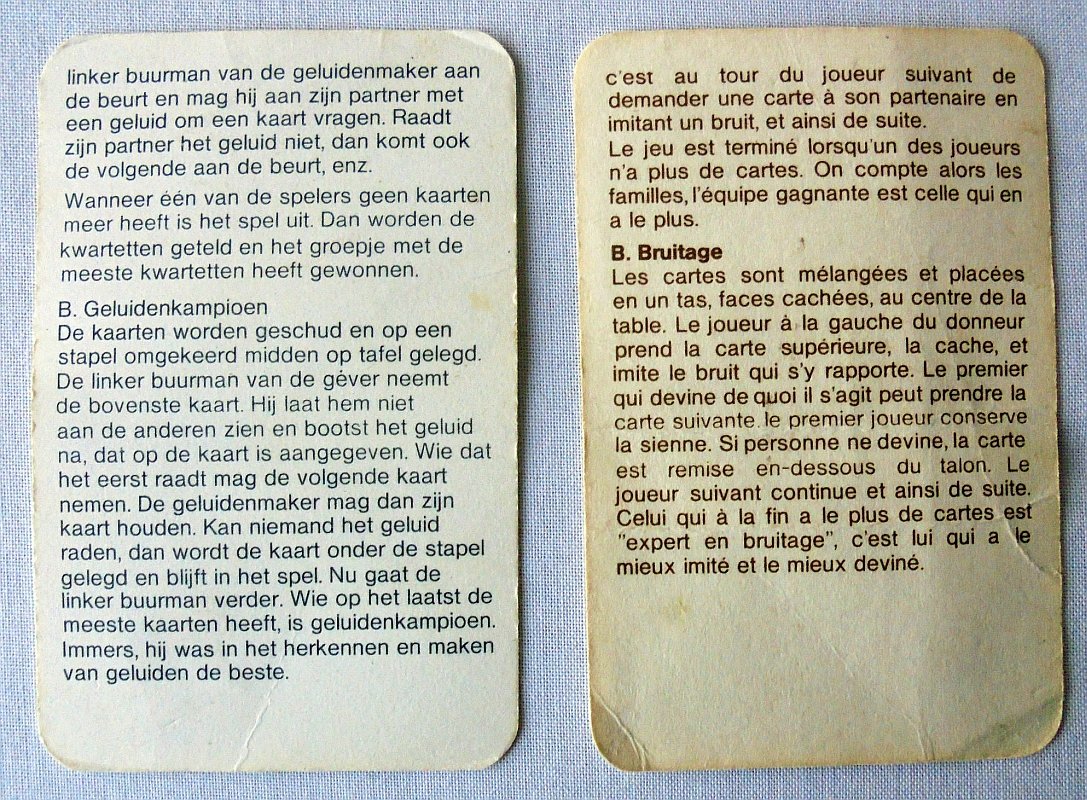 linker buurman van de geluidenmaker aan
de beurt en mag hij aan zijn partner met
een geluid om een kaart vragen. Raadt
zijn partner het geluid niet, dan komt ook
de volgende aan de beurt, enz.
Wanneer één van de spelers geen kaarten
meer heeft is het spel uit. Dan worden de
kwartetten geteld en het groepje met de
meeste kwartetten heeft gewonnen.
B. Geluidenkampioen
De kaarten worden geschud en op een
stapel omgekeerd midden op tafel gelegd.
De linker buurman van de géver neemt
de bovenste kaart. Hij laat hem niet
aan de anderen zien en bootst het geluid
na, dat op de kaart is aangegeven. Wie dat
het eerst raadt mag de volgende kaart
nemen. De geluidenmaker mag dan zijn
kaart houden. Kan niemand het geluid
raden, dan wordt de kaart onder de stapel
gelegd en blijft in het spel. Nu gaat de
linker buurman verder. Wie op het laatst de
meeste kaarten heeft, is geluidenkampioen.
Immers, hij was in het herkennen en maken
van geluiden de beste.
c'est au tour du joueur suivant de
demander une carte à son partenaire en
imitant un bruit, et ainsi de suite.
Le jeu est terminé lorsqu'un des joueurs
n'a plus de cartes. On compte alors les
familles, l'équipe gagnante est celle qui en
a le plus.
B. Bruitage
Les cartes sont mélangées et placées
en un tas, faces cachées, au centre de la
table. Le joueur à la gauche du donneur
prend la carte supérieure, la cache, et
imite le bruit qui s'y rapporte. Le premier
qui devine de quoi il s'agit peut prendre la
carte suivante. le premier joueur conserve
la sienne. Si personne ne devine, la carte
est remise en-dessous du talon. Le
joueur suivant continue et ainsi de suite.
Celui qui à la fin a le plus de cartes est
"expert en bruitage", c'est lui qui a le
mieux imité et le mieux deviné.